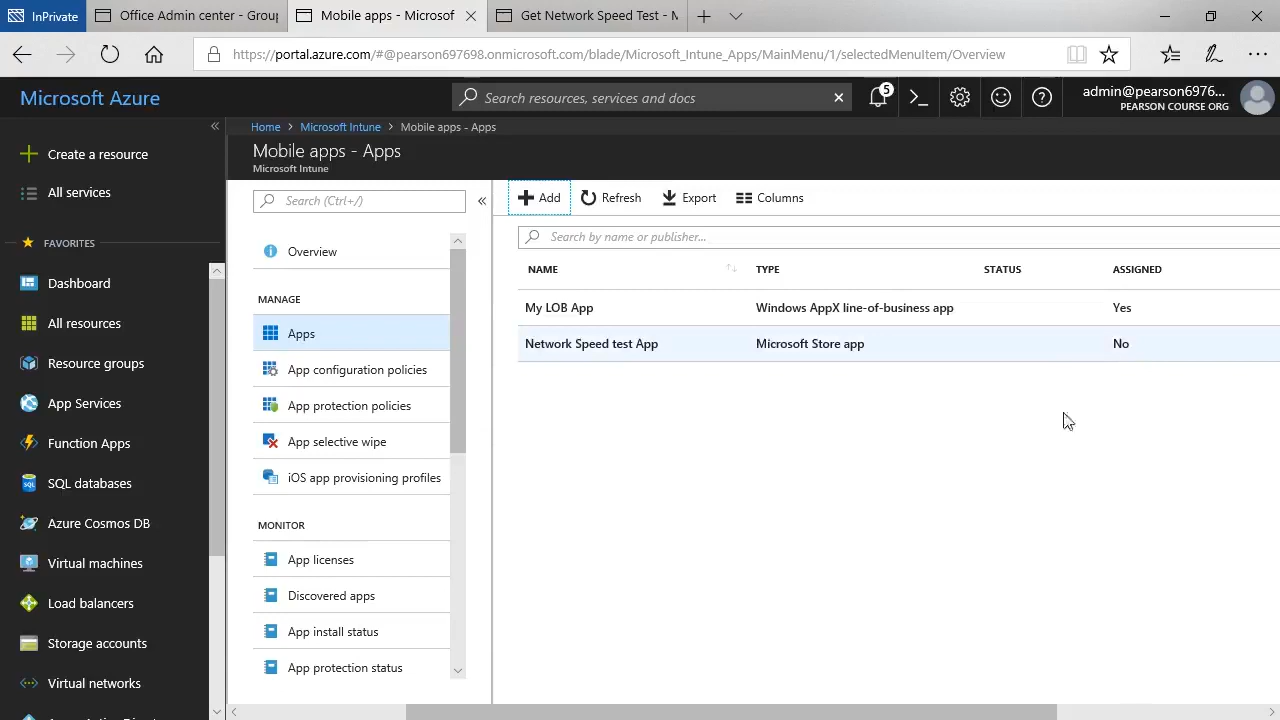 InPrivate
Office Admin center - Group
Mobile apps - Microsof
Get Network Speed Test - M
https://portal.azure.com/#@pearson697698.onmicrosoft.com/blade/Microsoft_Intune_Apps/MainMenu/1/selectedMenuItem/Overview
Microsoft Azure
Search resources, services and docs
5
admin@pearson6976...
PEARSON COURSE ORG
Create a resource
All services
FAVORITES
Dashboard
All resources
Resource groups
App Services
Function Apps
SQL databases
Azure Cosmos DB
Virtual machines
Load balancers
Storage accounts
Virtual networks
Home > Microsoft Intune > Mobile apps - Apps
Mobile apps - Apps
Microsoft Intune
Search (Ctrl+/)
Overview
MANAGE
Apps
App configuration policies
App protection policies
App selective wipe
iOS app provisioning profiles
MONITOR
App licenses
Discovered apps
App install status
App protection status
Add Refresh Export Columns
Search by name or publisher...
NAME TYPE STATUS ASSIGNED
My LOB App Windows AppX line-of-business app Yes
Network Speed test App Microsoft Store app No